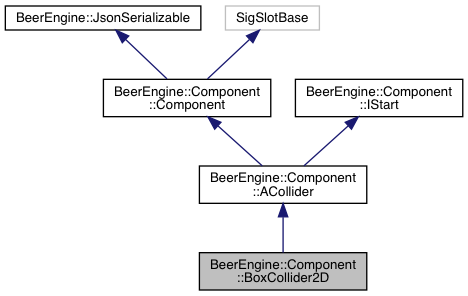 BeerEngine::JsonSerializable
SigSlotBase
BeerEngine::Component
::Component
BeerEngine::Component
::IStart
BeerEngine::Component
::ACollider
BeerEngine::Component
::BoxCollider2D